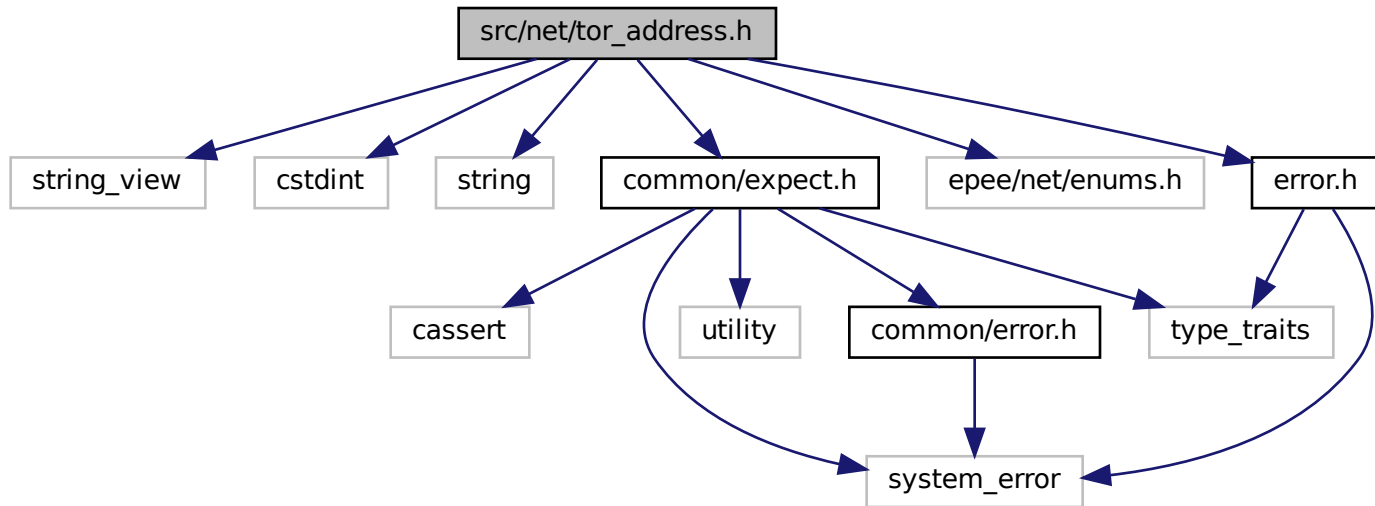 src/net/tor_address.h
string_view
cstdint
string
common/expect.h
epee/net/enums.h
error.h
cassert
utility
common/error.h
type_traits
system_error